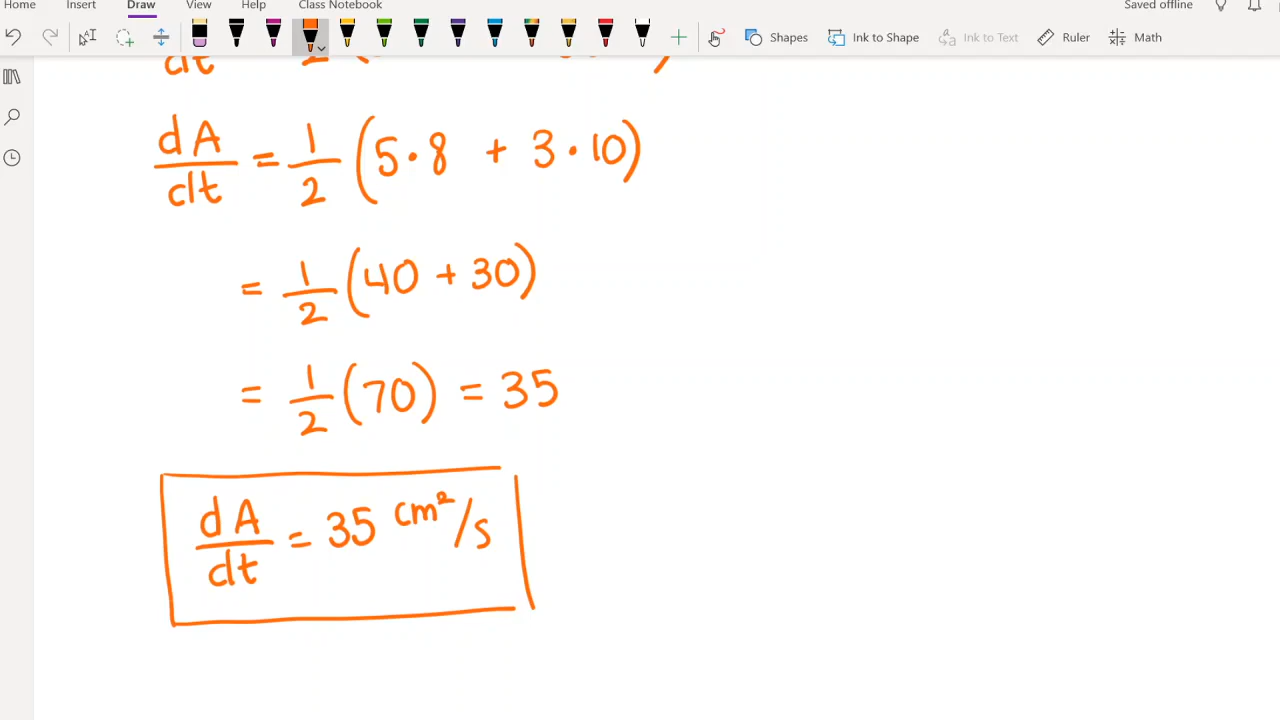 Home Insert Draw View Help Class Notebook Saved offline
Shapes Ink to Shape Ink to Text Ruler Math
dt 2
dA/dt = 1/2 (5·8 + 3·10)
= 1/2 (40 + 30)
= 1/2 (70) = 35
dA/dt = 35 cm²/s